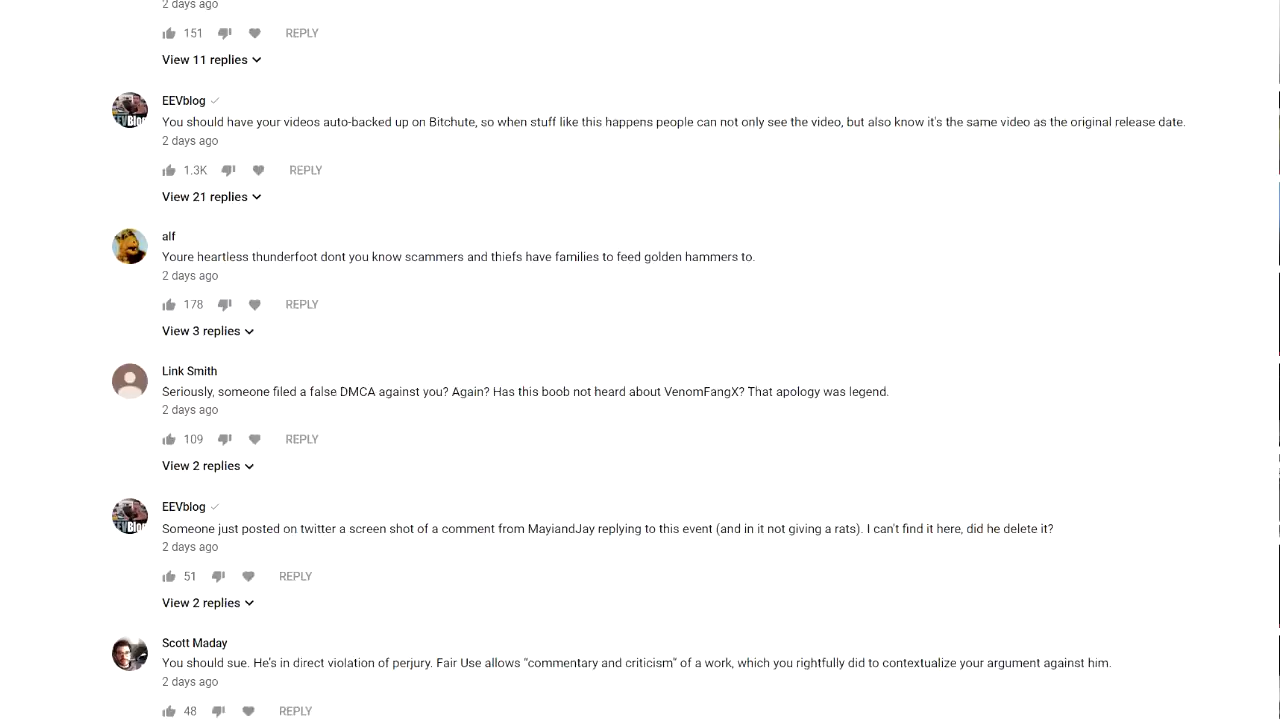 2 days ago
151 REPLY
View 11 replies
EEVblog
You should have your videos auto-backed up on Bitchute, so when stuff like this happens people can not only see the video, but also know it's the same video as the original release date.
2 days ago
1.3K REPLY
View 21 replies
alf
Youre heartless thunderfoot dont you know scammers and thiefs have families to feed golden hammers to.
2 days ago
178 REPLY
View 3 replies
Link Smith
Seriously, someone filed a false DMCA against you? Again? Has this boob not heard about VenomFangX? That apology was legend.
2 days ago
109 REPLY
View 2 replies
EEVblog
Someone just posted on twitter a screen shot of a comment from MayiandJay replying to this event (and in it not giving a rats). I can't find it here, did he delete it?
2 days ago
51 REPLY
View 2 replies
Scott Maday
You should sue. He's in direct violation of perjury. Fair Use allows "commentary and criticism" of a work, which you rightfully did to contextualize your argument against him.
2 days ago
48 REPLY